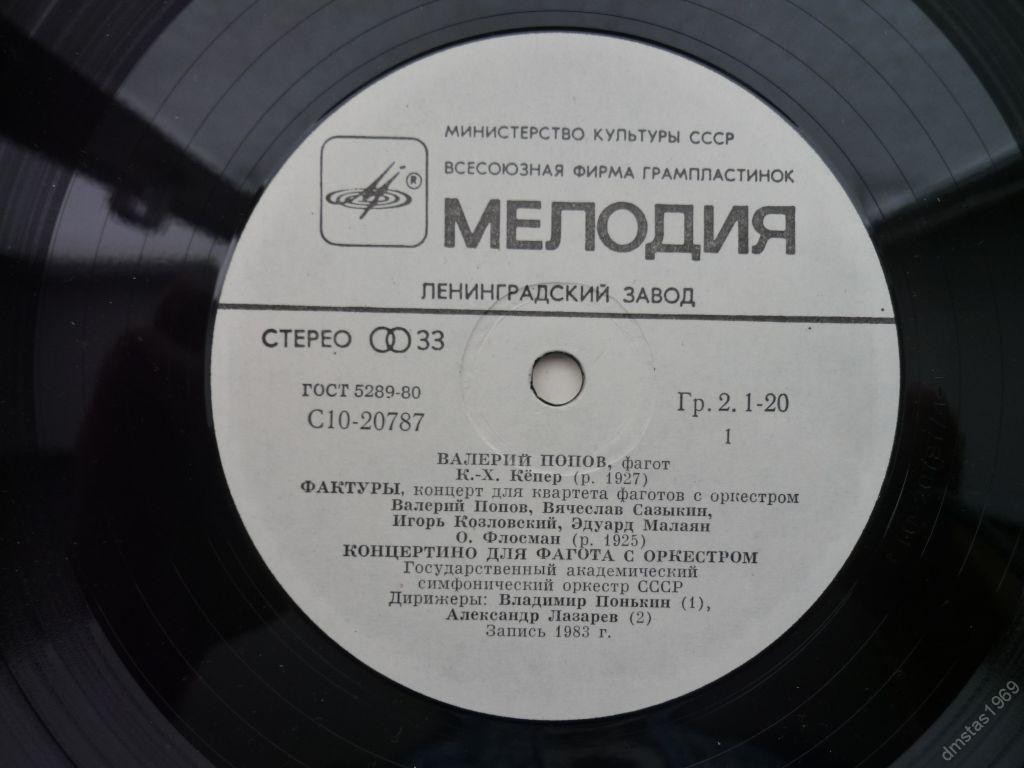 МИНИСТЕРСТВО КУЛЬТУРЫ СССР
ВСЕСОЮЗНАЯ ФИРМА ГРАМПЛАСТИНОК
®
МЕЛОДИЯ
ЛЕНИНГРАДСКИЙ ЗАВОД
СТЕРЕО 33
ГОСТ 5289-80
С10-20787
Гр. 2. 1-20
1
ВАЛЕРИЙ ПОПОВ, фагот
К.-Х. Кёпер (р. 1927)
ФАКТУРЫ, концерт для квартета фаготов с оркестром
Валерий Попов, Вячеслав Сазыкин,
Игорь Козловский, Эдуард Малаян
О. Флосман (р. 1925)
КОНЦЕРТИНО ДЛЯ ФАГОТА С ОРКЕСТРОМ
Государственный академический
симфонический оркестр СССР
Дирижеры: Владимир Понькин (1),
Александр Лазарев (2)
Запись 1983 г.
dmstas1969